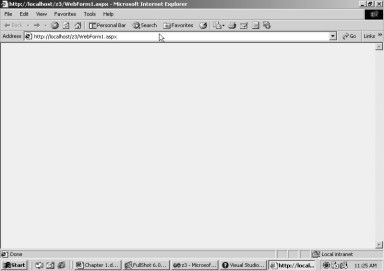 http://localhost/z3/WebForm1.aspx - Microsoft Internet Explorer
File Edit View Favorites Tools Help
Back Personal Bar Search Favorites
Address http://localhost/z3/WebForm1.aspx Go Links »
Done Local intranet
Start Chapter 1.d... FullShot 6.0... z3 - Microsof... Visual Studio... http://local... 11:25 AM